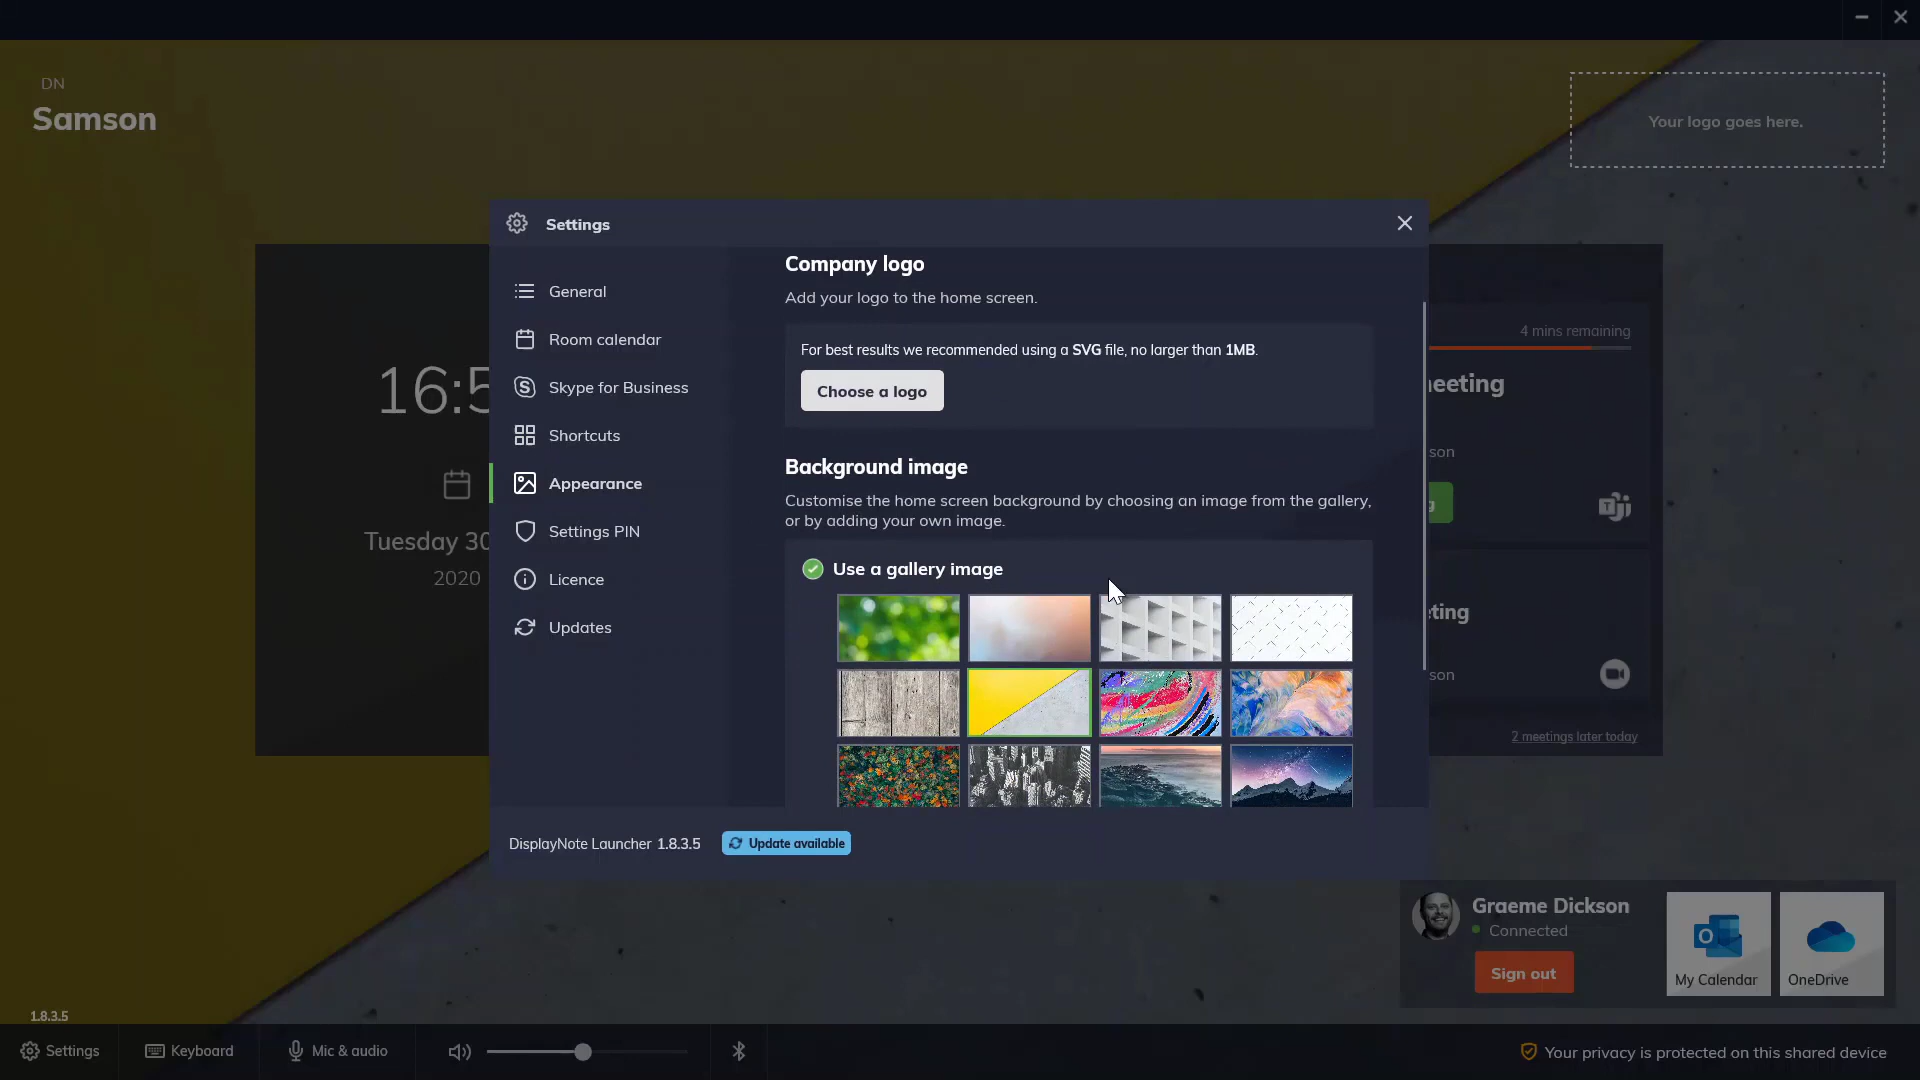 DN
Samson
Your logo goes here.
Settings
General
Room calendar
Skype for Business
Shortcuts
Appearance
Settings PIN
Licence
Updates
Company logo
Add your logo to the home screen.
For best results we recommended using a SVG file, no larger than 1MB.
Choose a logo
Background image
Customise the home screen background by choosing an image from the gallery,
or by adding your own image.
Use a gallery image
DisplayNote Launcher 1.8.3.5
Update available
16:5
Tuesday 30
2020
4 mins remaining
eeting
son
g
ting
son
2 meetings later today
Graeme Dickson
Connected
Sign out
My Calendar
OneDrive
1.8.3.5
Settings
Keyboard
Mic & audio
Your privacy is protected on this shared device